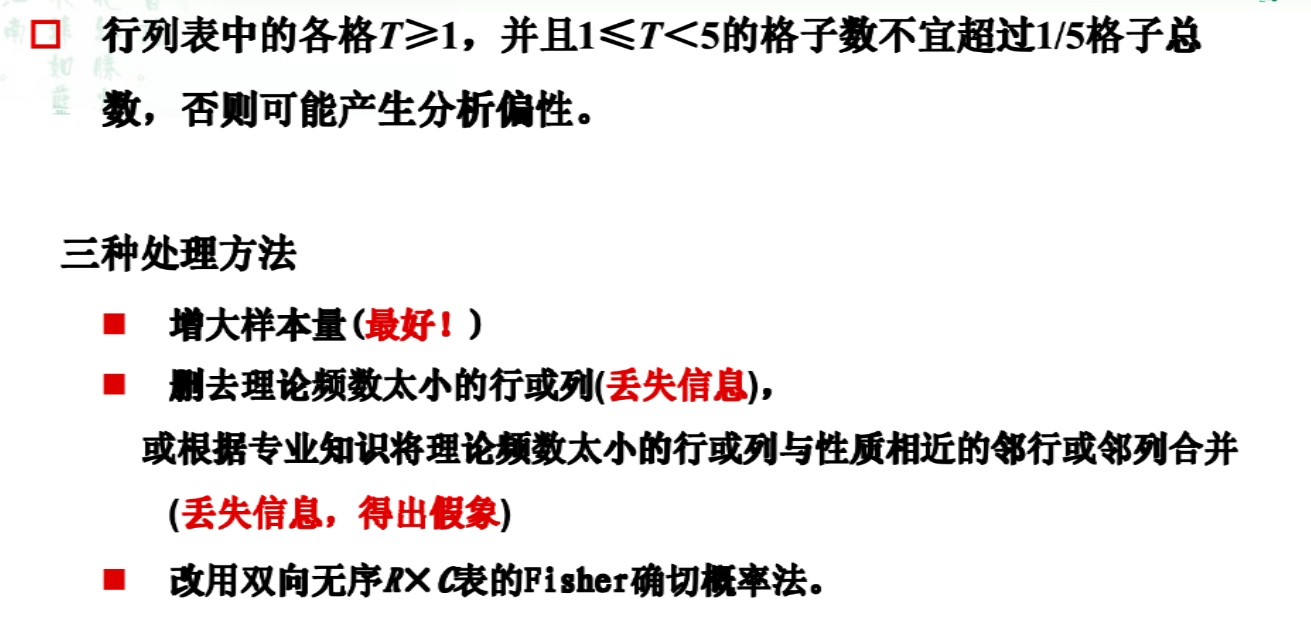 行列表中的各格T≥1，并且1≤T＜5的格子数不宜超过1/5格子总
数，否则可能产生分析偏性。
三种处理方法
增大样本量(最好！)
删去理论频数太小的行或列(丢失信息)，
或根据专业知识将理论频数太小的行或列与性质相近的邻行或邻列合并
(丢失信息，得出假象)
改用双向无序R×C表的Fisher确切概率法。